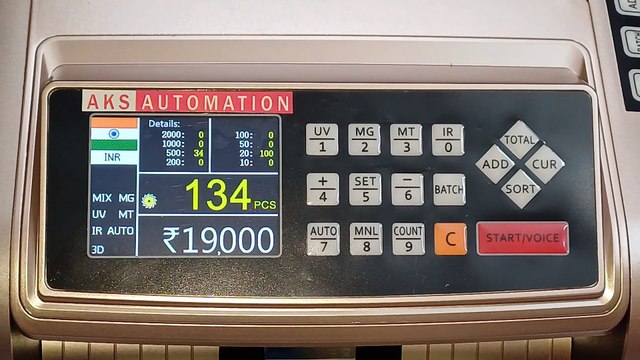 AKS AUTOMATION
Details:
2000: 0 100: 0
1000: 0 50: 0
500: 34 20: 100
200: 0 10: 0
INR
MIX MG
UV MT
IR AUTO
3D
134 PCS
₹19,000
UV 1 MG 2 MT 3 IR 0
+ 4 SET 5 - 6 BATCH
AUTO 7 MNL 8 COUNT 9 C
TOTAL
ADD CUR
SORT
START/VOICE